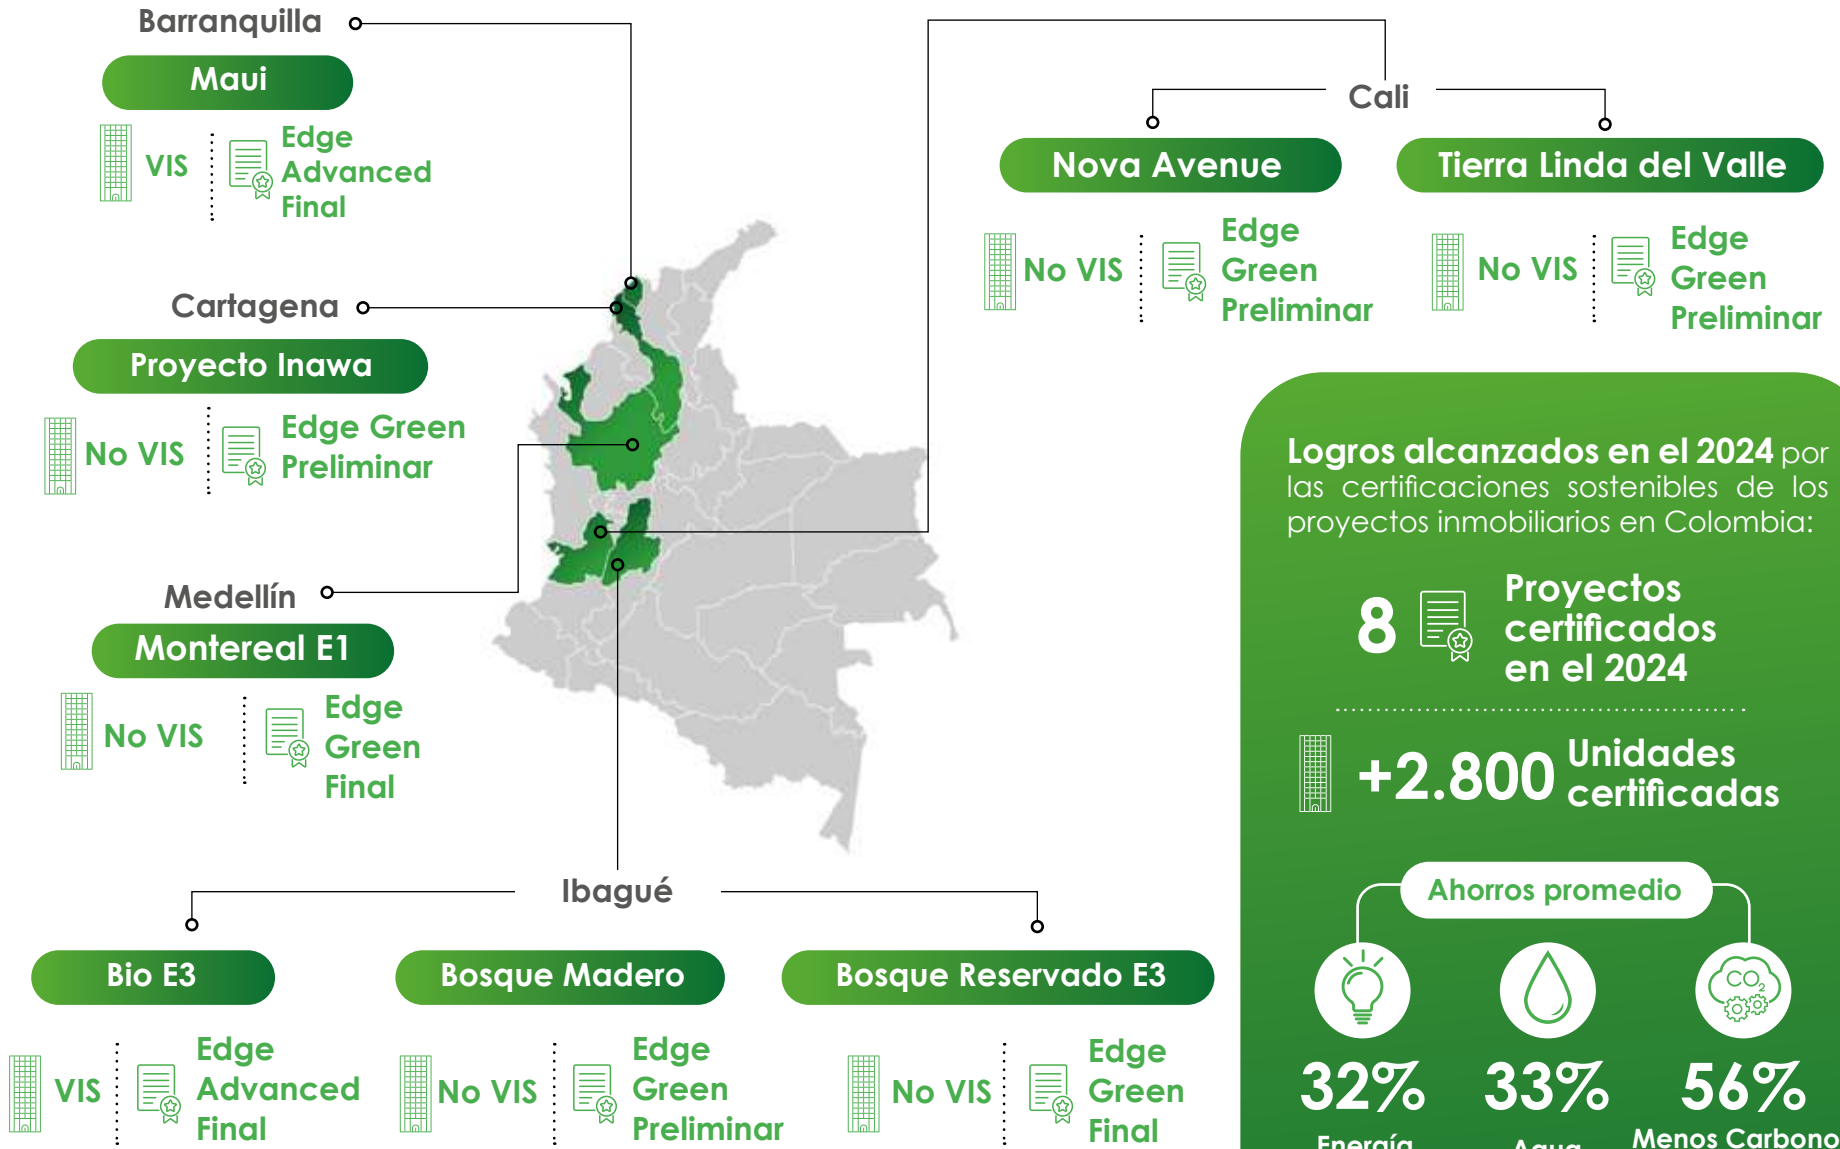 Barranquilla
Maui
VIS
Edge
Advanced
Final
Cartagena
Proyecto Inawa
No VIS
Edge Green
Preliminar
Medellín
Montereal E1
No VIS
Edge
Green
Final
Cali
Nova Avenue
No VIS
Edge
Green
Preliminar
Tierra Linda del Valle
No VIS
Edge
Green
Preliminar
Ibagué
Bio E3
VIS
Edge
Advanced
Final
Bosque Madero
No VIS
Edge
Green
Preliminar
Bosque Reservado E3
No VIS
Edge
Green
Final
Logros alcanzados en el 2024 por
las certificaciones sostenibles de los
proyectos inmobiliarios en Colombia:
8
Proyectos
certificados
en el 2024
+2.800
Unidades
certificadas
Ahorros promedio
CO2
32%
Energía
33%
Agua
56%
Menos Carbono